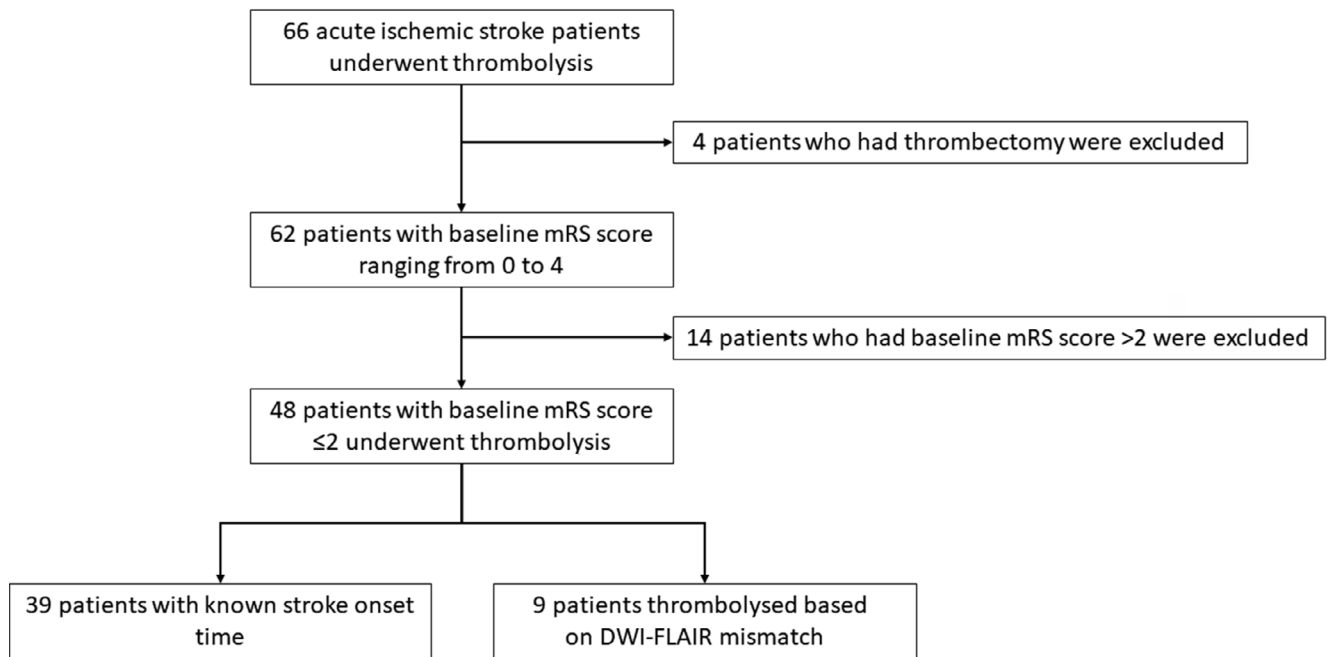 66 acute ischemic stroke patients
underwent thrombolysis
4 patients who had thrombectomy were excluded
62 patients with baseline mRS score
ranging from 0 to 4
14 patients who had baseline mRS score >2 were excluded
48 patients with baseline mRS score
≤2 underwent thrombolysis
39 patients with known stroke onset
time
9 patients thrombolysed based
on DWI-FLAIR mismatch